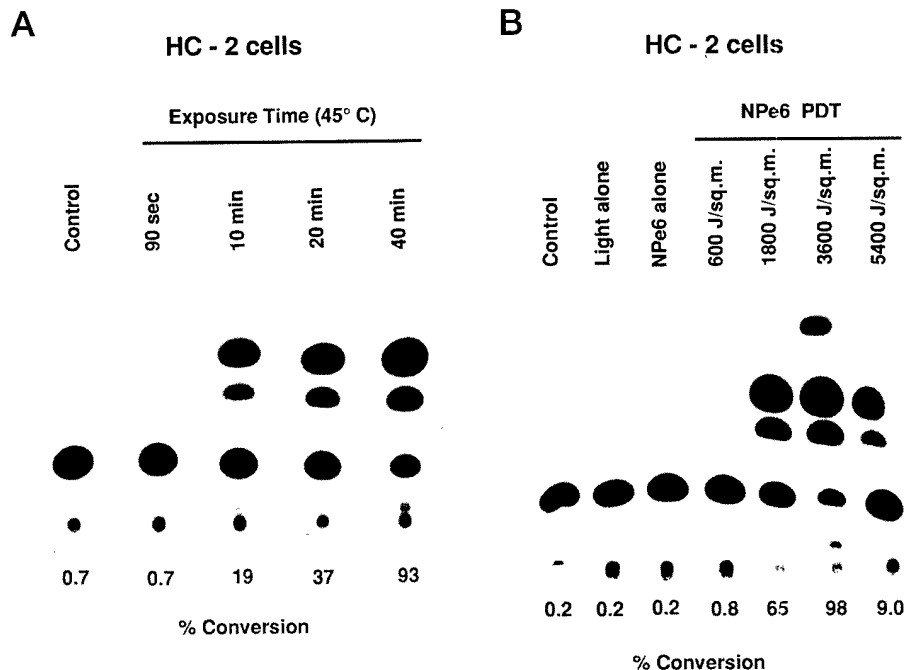 A
HC - 2 cells
Exposure Time (45° C)
Control
90 sec
10 min
20 min
40 min
0.7 0.7 19 37 93
% Conversion
B
HC - 2 cells
NPe6 PDT
Control
Light alone
NPe6 alone
600 J/sq.m.
1800 J/sq.m.
3600 J/sq.m.
5400 J/sq.m.
0.2 0.2 0.2 0.8 65 98 9.0
% Conversion